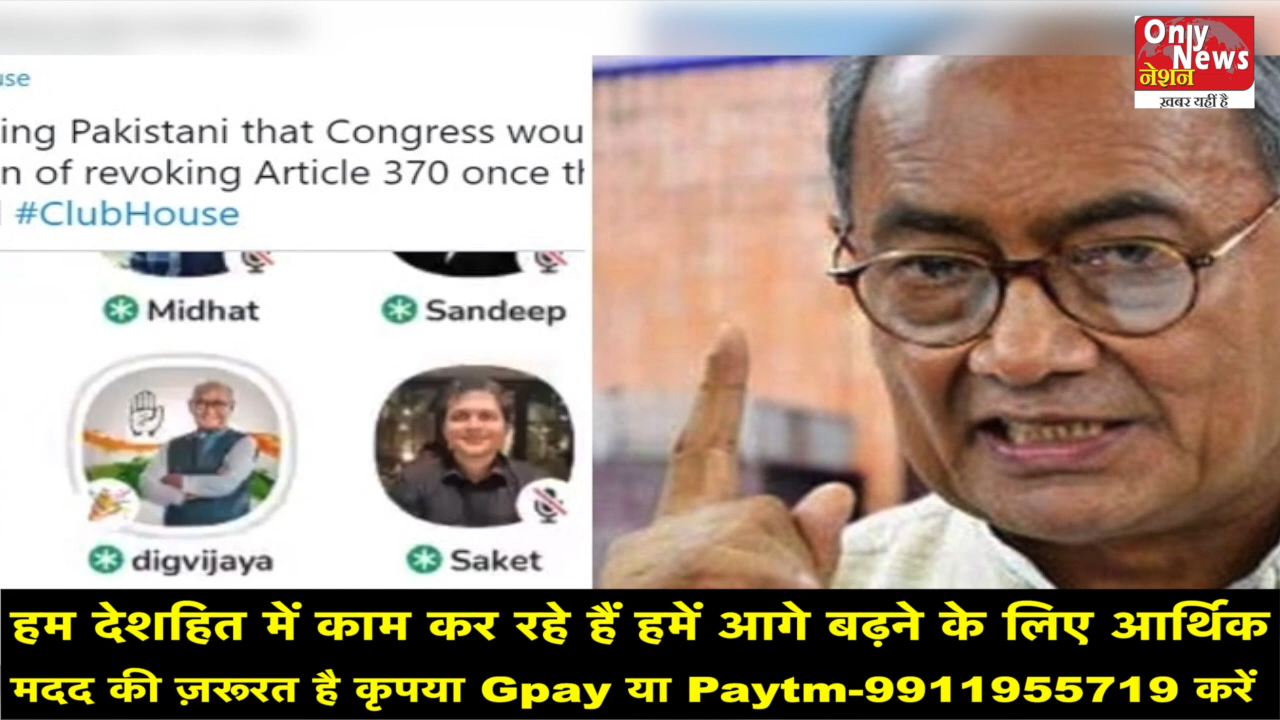 Only
News
नेशन
ख़बर यहीं है
use
ing Pakistani that Congress wou
n of revoking Article 370 once th
#ClubHouse
Midhat
Sandeep
digvijaya
Saket
हम देशहित में काम कर रहे हैं हमें आगे बढ़ने के लिए आर्थिक
मदद की ज़रूरत है कृपया Gpay या Paytm-9911955719 करें